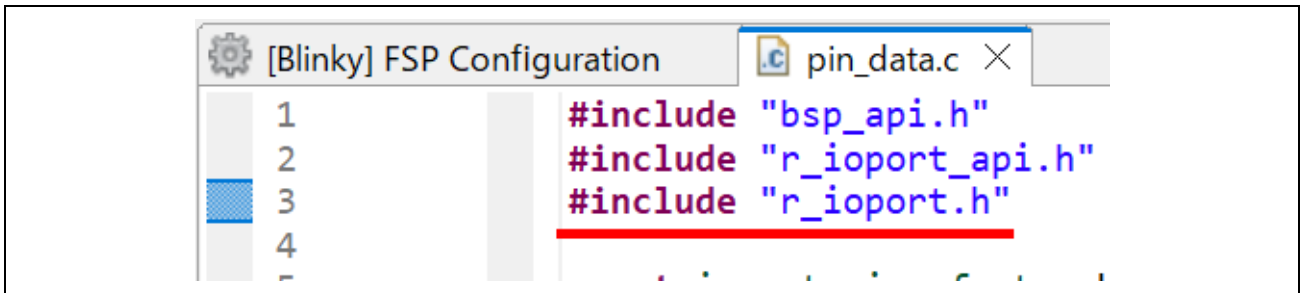 [Blinky] FSP Configuration
.c pin_data.c
1 #include "bsp_api.h"
2 #include "r_ioport_api.h"
3 #include "r_ioport.h"
4